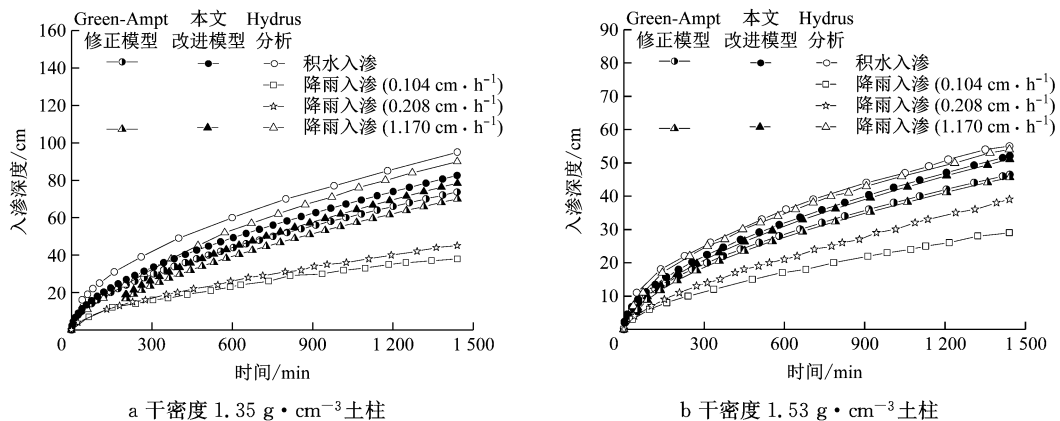 Green-Ampt 本文 Hydrus
修正模型 改进模型 分析
积水入渗
降雨入渗 (0.104 cm·h⁻¹)
降雨入渗 (0.208 cm·h⁻¹)
降雨入渗 (1.170 cm·h⁻¹)
160
140
120
100
80
60
40
20
0 300 600 900 1 200 1 500
入渗深度/cm
时间/min
a 干密度 1.35 g·cm⁻³土柱
Green-Ampt 本文 Hydrus
修正模型 改进模型 分析
积水入渗
降雨入渗 (0.104 cm·h⁻¹)
降雨入渗 (0.208 cm·h⁻¹)
降雨入渗 (1.170 cm·h⁻¹)
90
80
70
60
50
40
30
20
10
0 300 600 900 1 200 1 500
入渗深度/cm
时间/min
b 干密度 1.53 g·cm⁻³土柱